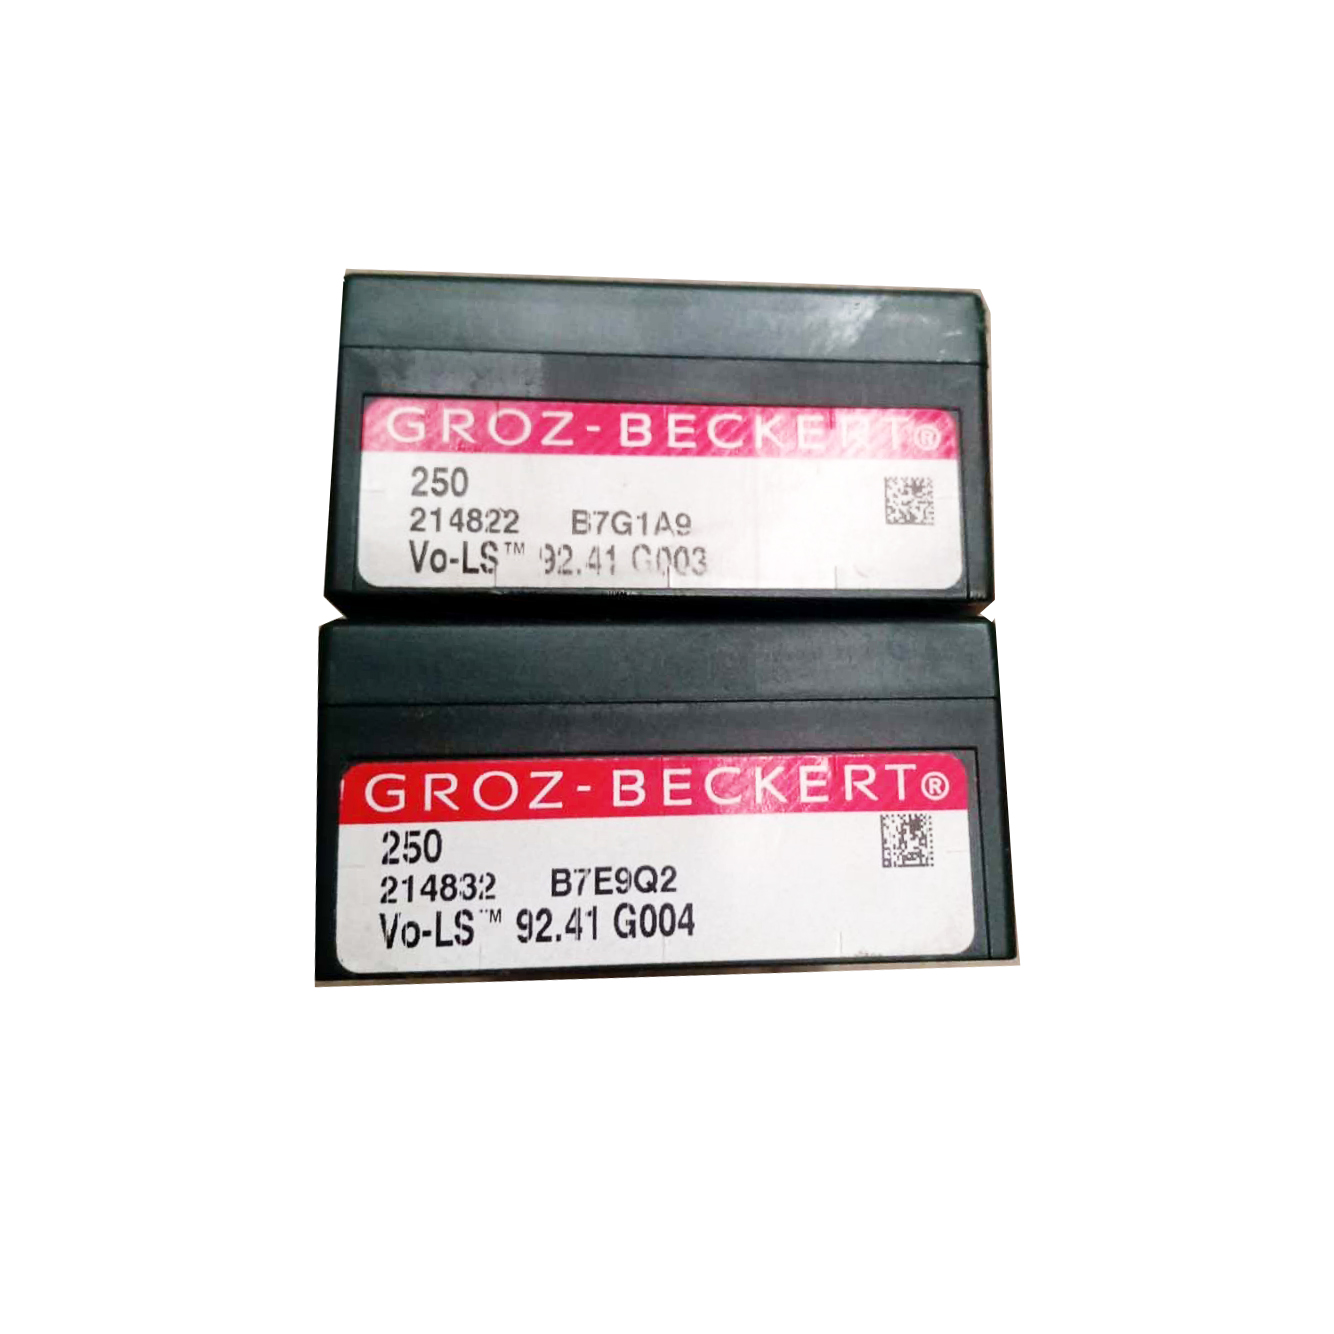 GROZ-BECKERT®
250
214822 B7G1A9
Vo-LS™ 92.41 G003
GROZ-BECKERT®
250
214832 B7E9Q2
Vo-LS™ 92.41 G004